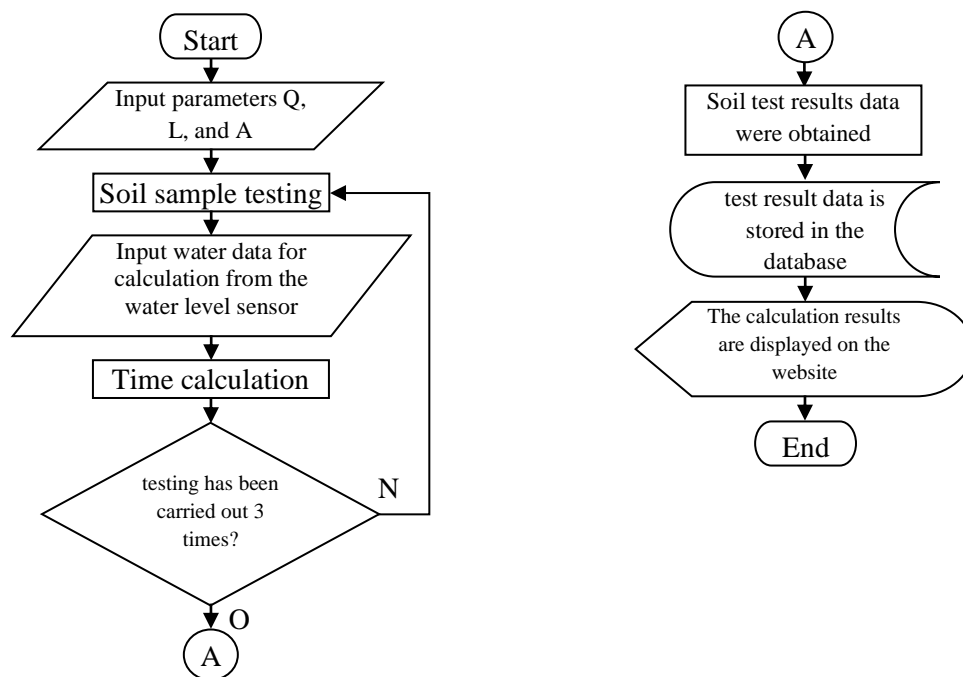 Start
Input parameters Q,
L, and A
Soil sample testing
Input water data for
calculation from the
water level sensor
Time calculation
testing has been
carried out 3
times?
N
O
A
A
Soil test results data
were obtained
test result data is
stored in the
database
The calculation results
are displayed on the
website
End